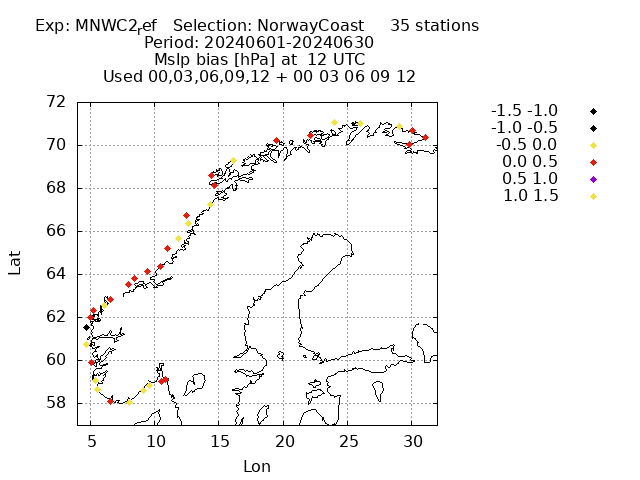 Exp: MNWC2ref Selection: NorwayCoast 35 stations
Period: 20240601-20240630
Mslp bias [hPa] at 12 UTC
Used 00,03,06,09,12 + 00 03 06 09 12
72
70
68
66
64
62
60
58
Lat
5 10 15 20 25 30
Lon
-1.5 -1.0
-1.0 -0.5
-0.5 0.0
0.0 0.5
0.5 1.0
1.0 1.5